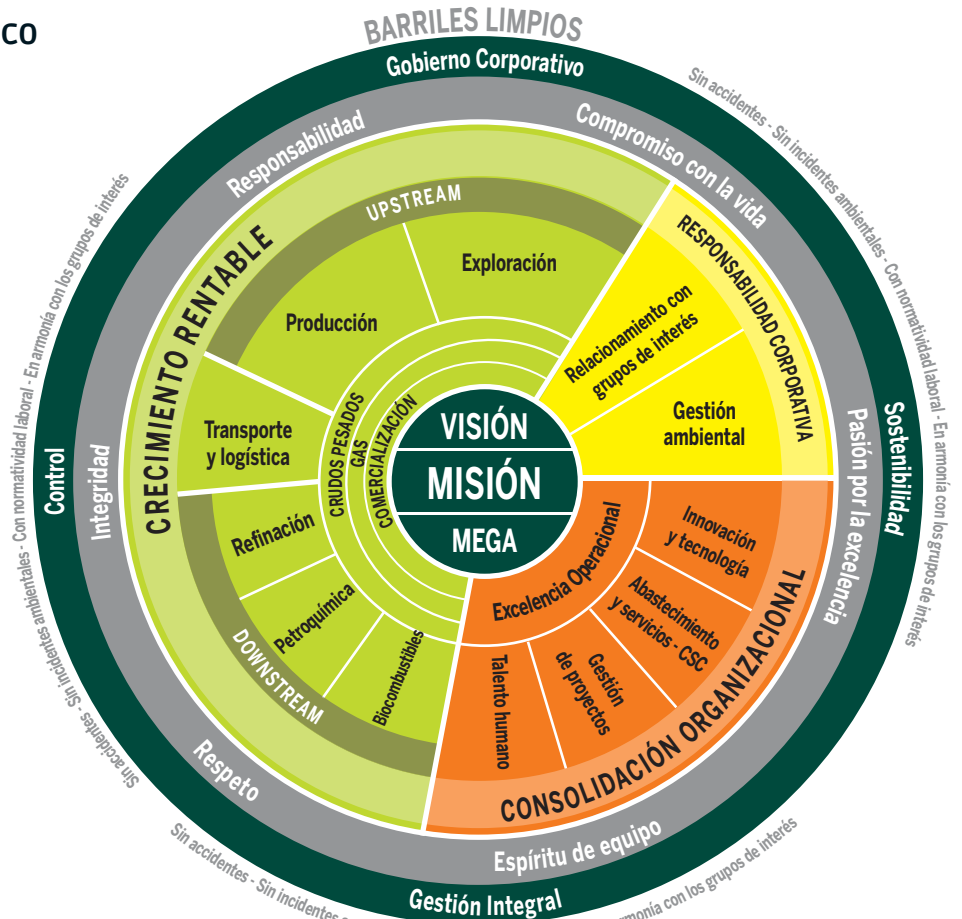 CO
BARRILES LIMPIOS
Gobierno Corporativo
Sin accidentes - Sin incidentes ambientales - Con normatividad laboral - En armonía con los grupos de interés
Sin accidentes - Sin incidentes ambientales - Con normatividad laboral - En armonía con los grupos de interés
Responsabilidad
Compromiso con la vida
UPSTREAM
CRECIMIENTO RENTABLE
Exploración
Producción
RESPONSABILIDAD CORPORATIVA
Relacionamiento con
grupos de interés
Gestión
ambiental
Transporte
y logística
CRUDOS PESADOS
GAS
COMERCIALIZACIÓN
VISIÓN
MISIÓN
MEGA
Control
Integridad
Pasión por la excelencia
Sostenibilidad
Refinación
Petroquímica
Biocombustibles
DOWNSTREAM
Excelencia Operacional
Innovación
y tecnología
Abastecimiento
y servicios - CSC
Gestión
de proyectos
Talento humano
CONSOLIDACIÓN ORGANIZACIONAL
Respeto
Espíritu de equipo
Gestión Integral
Sin accidentes - Sin incidentes
con los grupos de interés